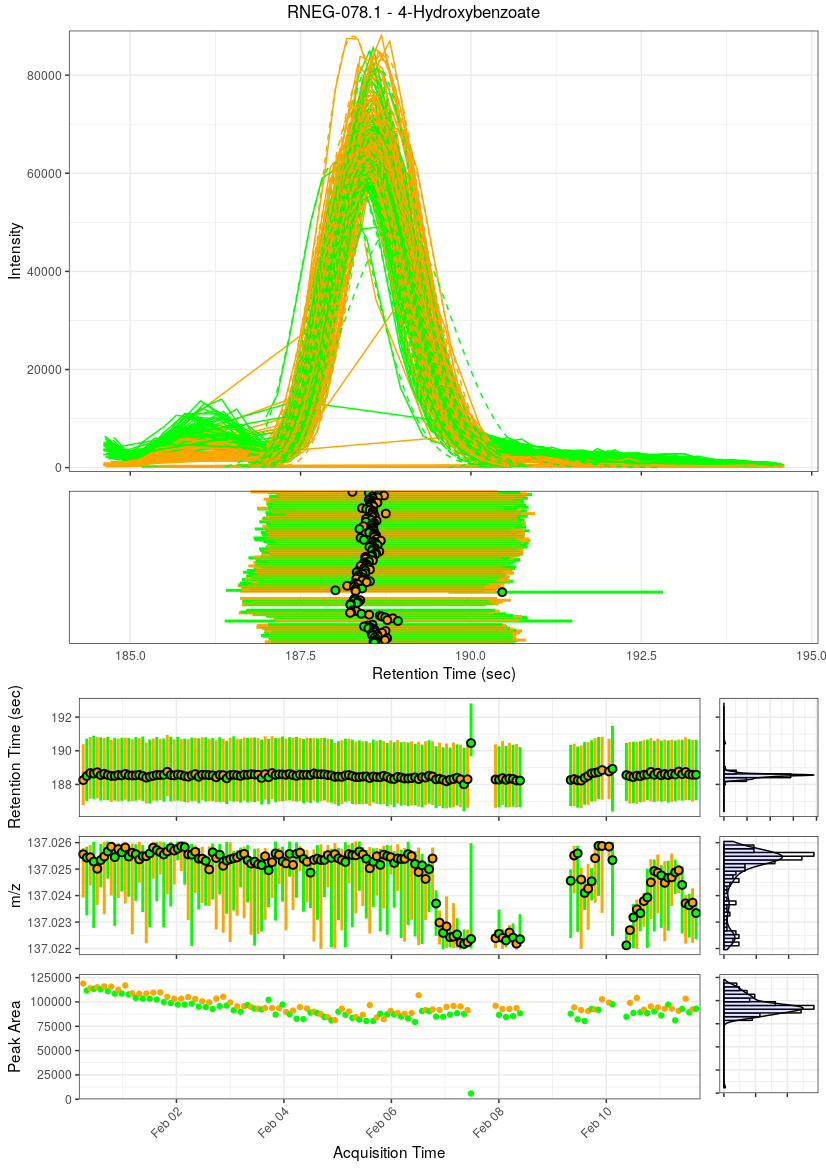 RNEG-078.1 - 4-Hydroxybenzoate
80000
60000
40000
20000
0
Intensity
185.0
187.5
190.0
192.5
195.0
Retention Time (sec)
192
190
188
Retention Time (sec)
137.026
137.025
137.024
137.023
137.022
m/z
125000
100000
75000
50000
25000
0
Peak Area
Feb 02
Feb 04
Feb 06
Feb 08
Feb 10
Acquisition Time